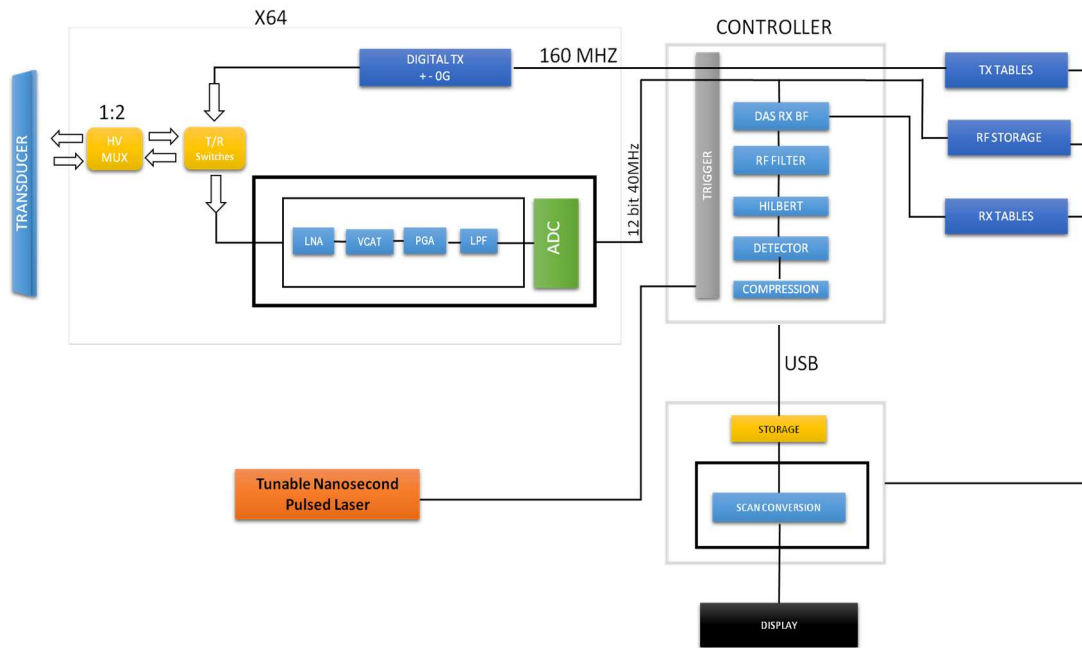 X64
CONTROLLER
DIGITAL TX
+ - 0G
160 MHZ
TX TABLES
TRANSDUCER
1:2
HV
MUX
T/R
Switches
TRIGGER
DAS RX BF
RF STORAGE
RF FILTER
12 bit 40MHz
HILBERT
RX TABLES
LNA
VCAT
PGA
LPF
ADC
DETECTOR
COMPRESSION
USB
STORAGE
Tunable Nanosecond
Pulsed Laser
SCAN CONVERSION
DISPLAY